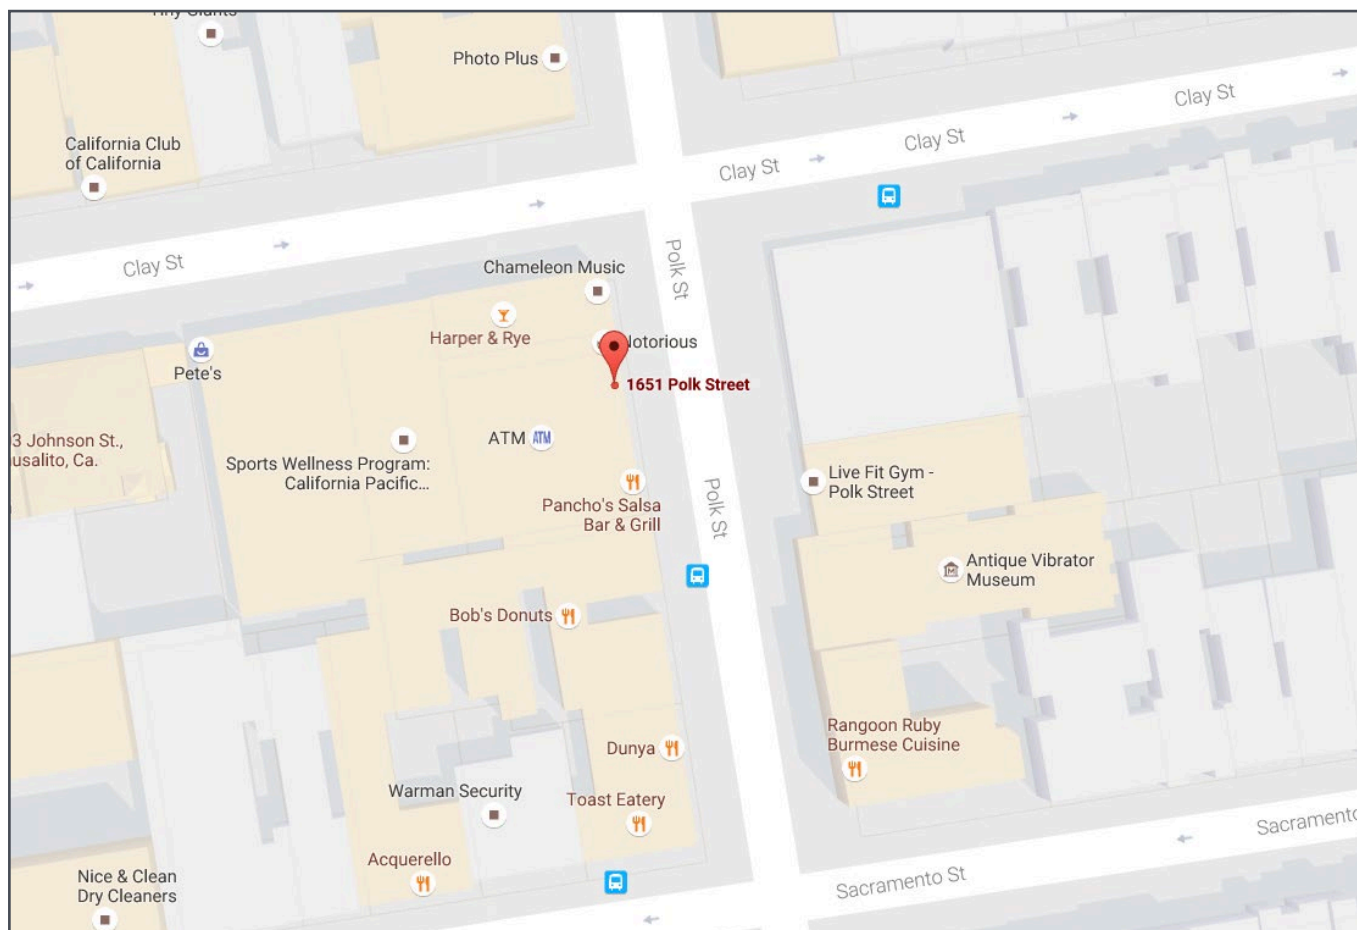 Tiny Giants
Photo Plus
Clay St
Clay St
California Club
of California
Clay St
Clay St
Polk St
Chameleon Music
Harper & Rye
Notorious
Pete's
1651 Polk Street
3 Johnson St.,
usalito, Ca.
ATM ATM
Sports Wellness Program:
California Pacific...
Live Fit Gym -
Polk Street
Polk St
Pancho's Salsa
Bar & Grill
Antique Vibrator
Museum
Bob's Donuts
Rangoon Ruby
Burmese Cuisine
Dunya
Warman Security
Toast Eatery
Sacramento
Acquerello
Nice & Clean
Dry Cleaners
Sacramento St